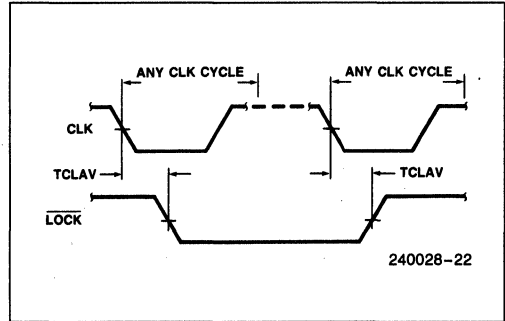 ANY CLK CYCLE ANY CLK CYCLE
CLK
TCLAV TCLAV
LOCK
240028-22